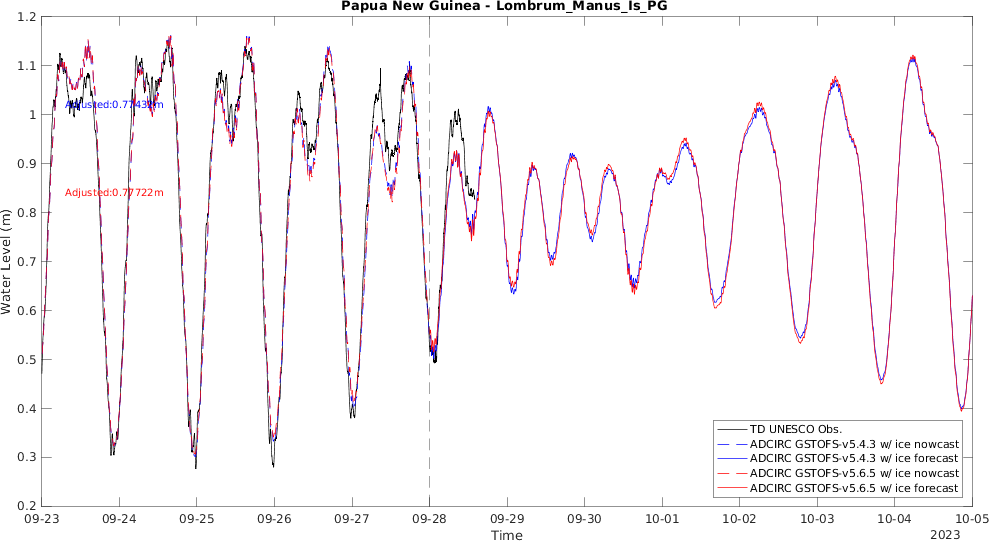 Papua New Guinea - Lombrum_Manus_Is_PG
1.2
1.1
1
0.9
0.8
0.7
0.6
0.5
0.4
0.3
0.2
Water Level (m)
Adjusted:0.77432m
Adjusted:0.77722m
TD UNESCO Obs.
ADCIRC GSTOFS-v5.4.3 w/ ice nowcast
ADCIRC GSTOFS-v5.4.3 w/ ice forecast
ADCIRC GSTOFS-v5.6.5 w/ ice nowcast
ADCIRC GSTOFS-v5.6.5 w/ ice forecast
09-23 09-24 09-25 09-26 09-27 09-28 09-29 09-30 10-01 10-02 10-03 10-04 10-05
Time
2023